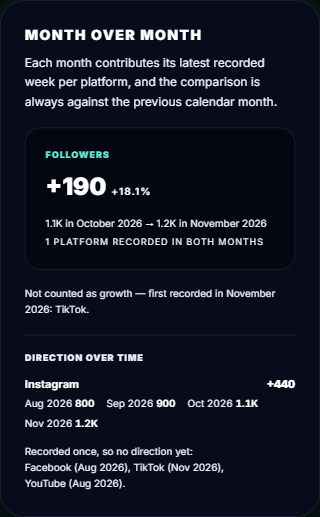 MONTH OVER MONTH
Each month contributes its latest recorded
week per platform, and the comparison is
always against the previous calendar month.
FOLLOWERS
+190 +18.1%
1.1K in October 2026 → 1.2K in November 2026
1 PLATFORM RECORDED IN BOTH MONTHS
Not counted as growth — first recorded in November
2026: TikTok.
DIRECTION OVER TIME
Instagram +440
Aug 2026 800 Sep 2026 900 Oct 2026 1.1K
Nov 2026 1.2K
Recorded once, so no direction yet:
Facebook (Aug 2026), TikTok (Nov 2026),
YouTube (Aug 2026).